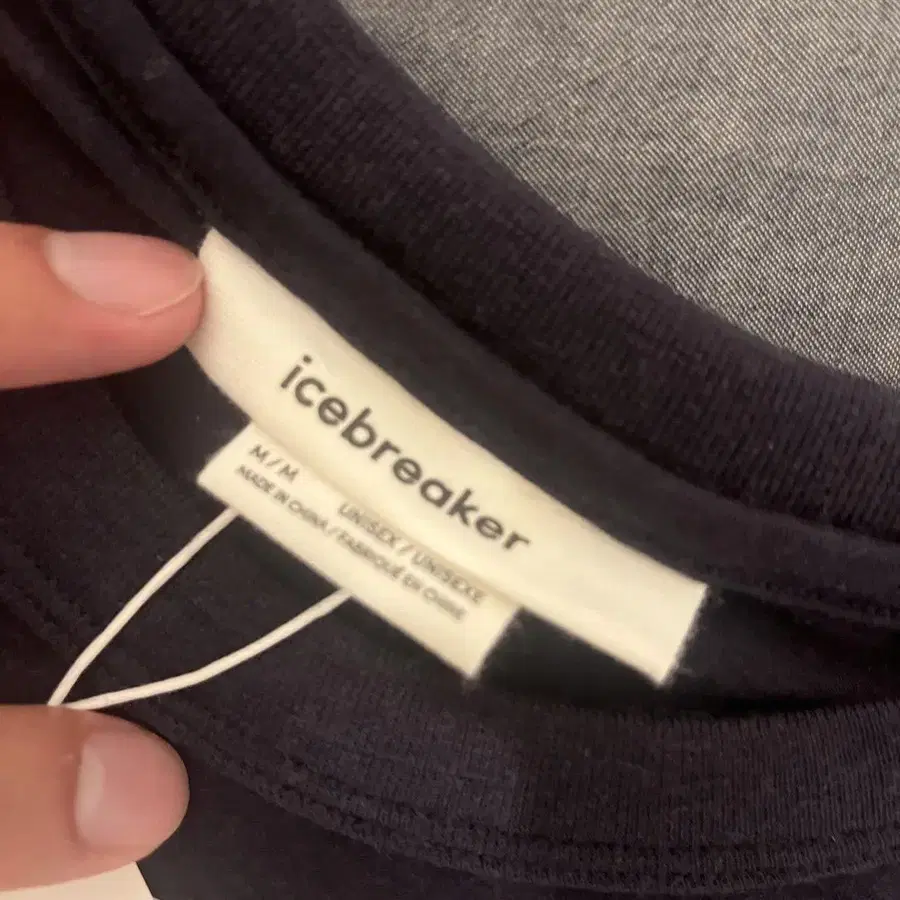 icebreaker
M / M
UNISEX / UNISEXE
MADE IN CHINA / FABRIQUÉ EN CHINE